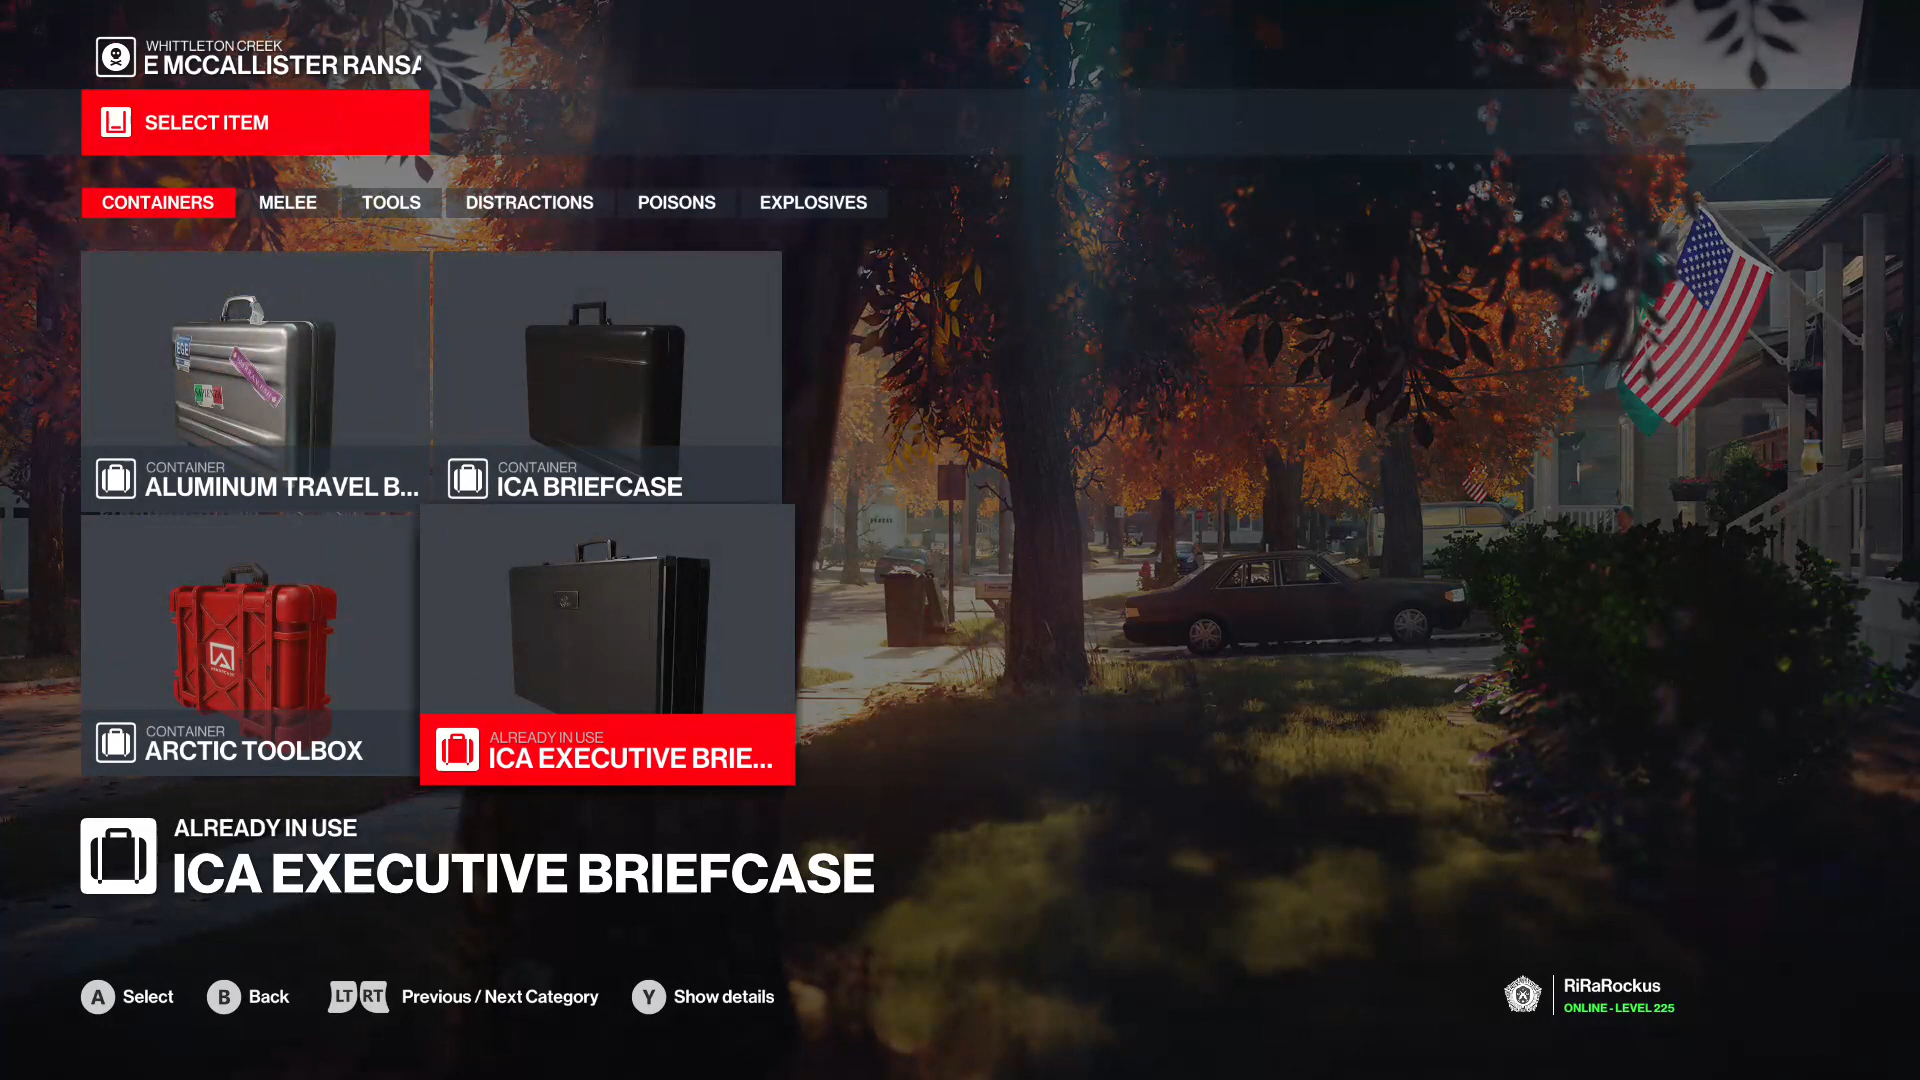 WHITTLETON CREEK
E MCCALLISTER RANSA
SELECT ITEM
CONTAINERS MELEE TOOLS DISTRACTIONS POISONS EXPLOSIVES
EGE
SAPIENZA
CONTAINER
ALUMINUM TRAVEL B...
CONTAINER
ICA BRIEFCASE
CONTAINER
ARCTIC TOOLBOX
ALREADY IN USE
ICA EXECUTIVE BRIE...
ALREADY IN USE
ICA EXECUTIVE BRIEFCASE
A Select B Back LT RT Previous / Next Category Y Show details
RiRaRockus
ONLINE - LEVEL 225